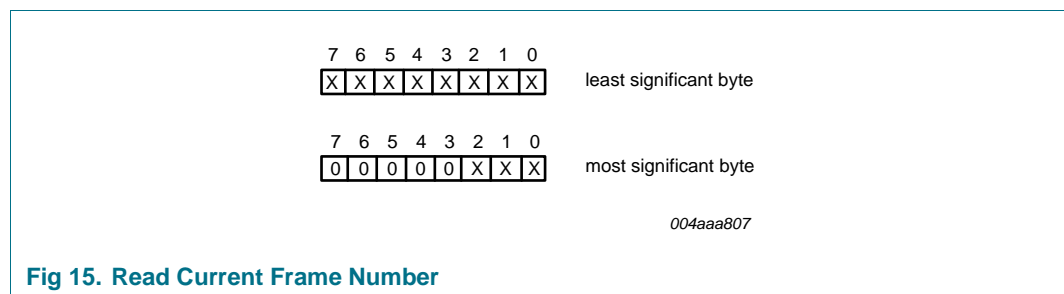 7 6 5 4 3 2 1 0
X X X X X X X X least significant byte
7 6 5 4 3 2 1 0
0 0 0 0 0 X X X most significant byte
004aaa807
Fig 15. Read Current Frame Number